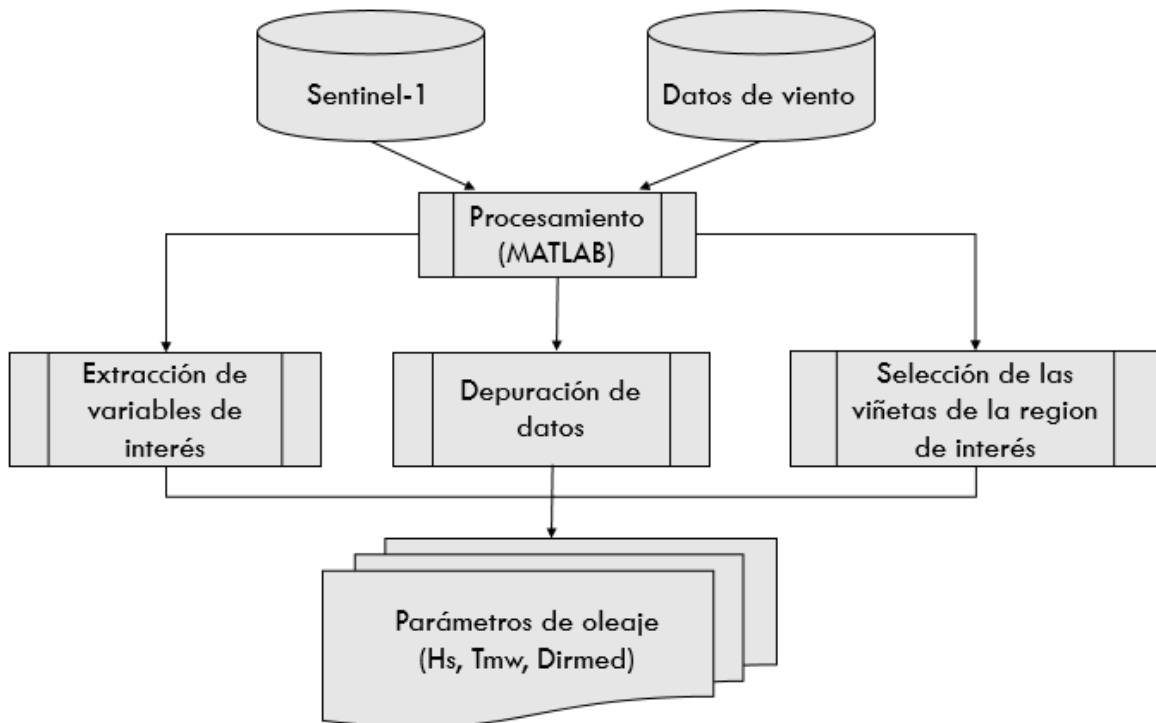 Sentinel-1
Datos de viento
Procesamiento
(MATLAB)
Extracción de
variables de
interés
Depuración de
datos
Selección de las
viñetas de la region
de interés
Parámetros de oleaje
(Hs, Tmw, Dirmed)